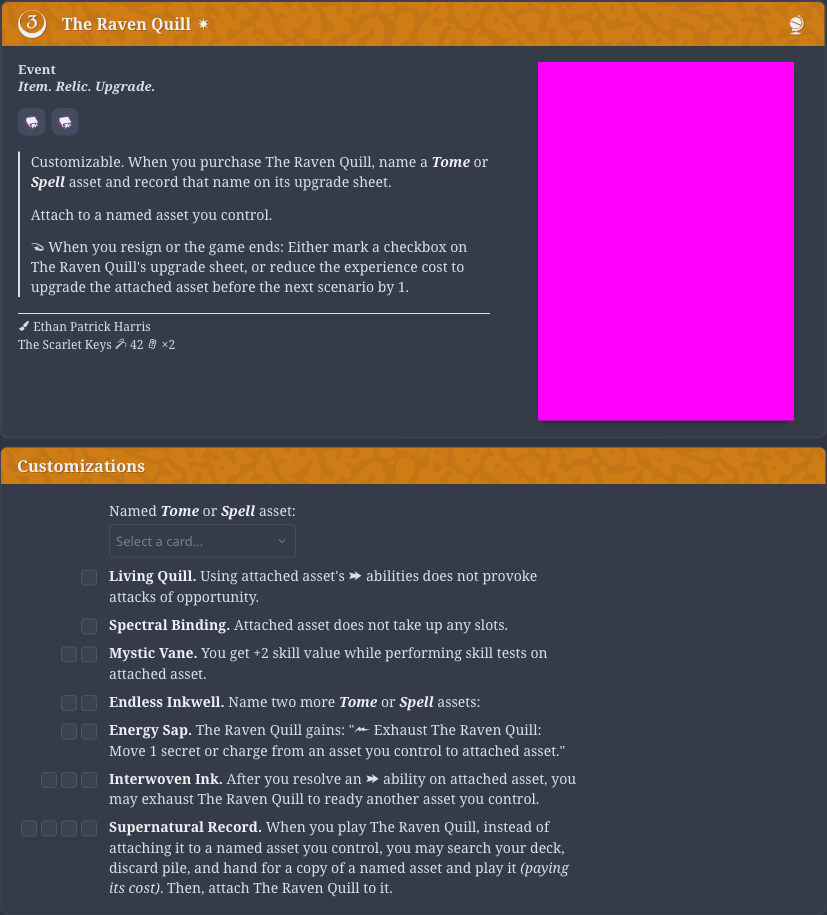 3 The Raven Quill
Event
Item. Relic. Upgrade.
Customizable. When you purchase The Raven Quill, name a Tome or
Spell asset and record that name on its upgrade sheet.
Attach to a named asset you control.
When you resign or the game ends: Either mark a checkbox on
The Raven Quill's upgrade sheet, or reduce the experience cost to
upgrade the attached asset before the next scenario by 1.
Ethan Patrick Harris
The Scarlet Keys 42 ×2
Customizations
Named Tome or Spell asset:
Select a card...
Living Quill. Using attached asset's abilities does not provoke
attacks of opportunity.
Spectral Binding. Attached asset does not take up any slots.
Mystic Vane. You get +2 skill value while performing skill tests on
attached asset.
Endless Inkwell. Name two more Tome or Spell assets:
Energy Sap. The Raven Quill gains: " Exhaust The Raven Quill:
Move 1 secret or charge from an asset you control to attached asset."
Interwoven Ink. After you resolve an ability on attached asset, you
may exhaust The Raven Quill to ready another asset you control.
Supernatural Record. When you play The Raven Quill, instead of
attaching it to a named asset you control, you may search your deck,
discard pile, and hand for a copy of a named asset and play it (paying
its cost). Then, attach The Raven Quill to it.